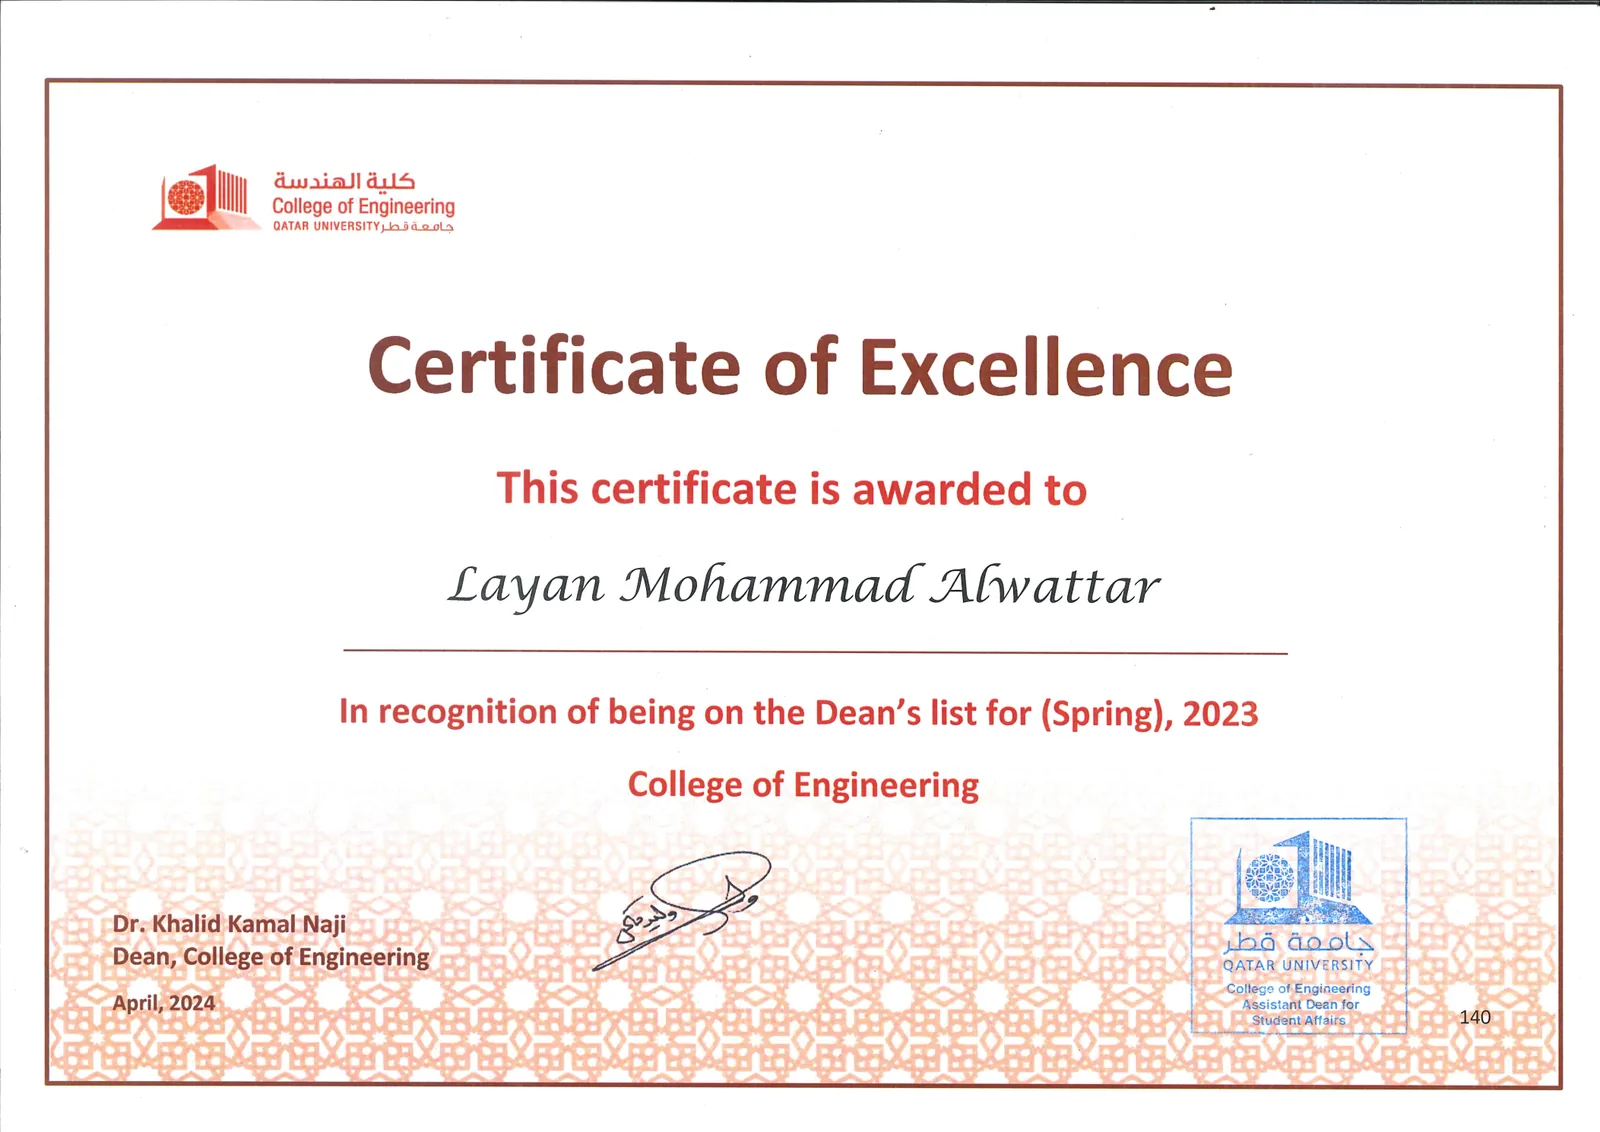 كلية الهندسة
College of Engineering
QATAR UNIVERSITY جامعة قطر
Certificate of Excellence
This certificate is awarded to
Layan Mohammad Alwattar
In recognition of being on the Dean's list for (Spring), 2023
College of Engineering
Dr. Khalid Kamal Naji
Dean, College of Engineering
April, 2024
جامعة قطر
QATAR UNIVERSITY
College of Engineering
Assistant Dean for
Student Affairs
140